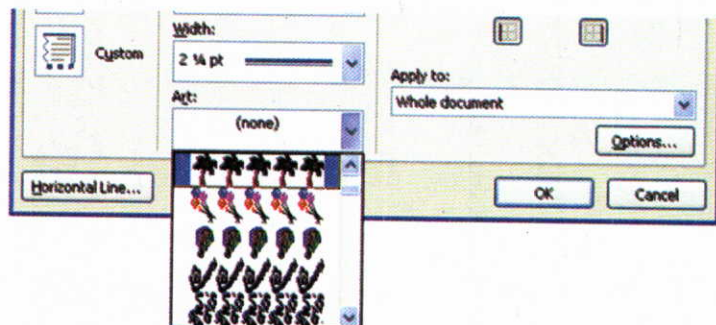 Width:
Custom
2 ¼ pt
Apply to:
Art:
Whole document
(none)
Options...
Horizontal Line...
OK
Cancel